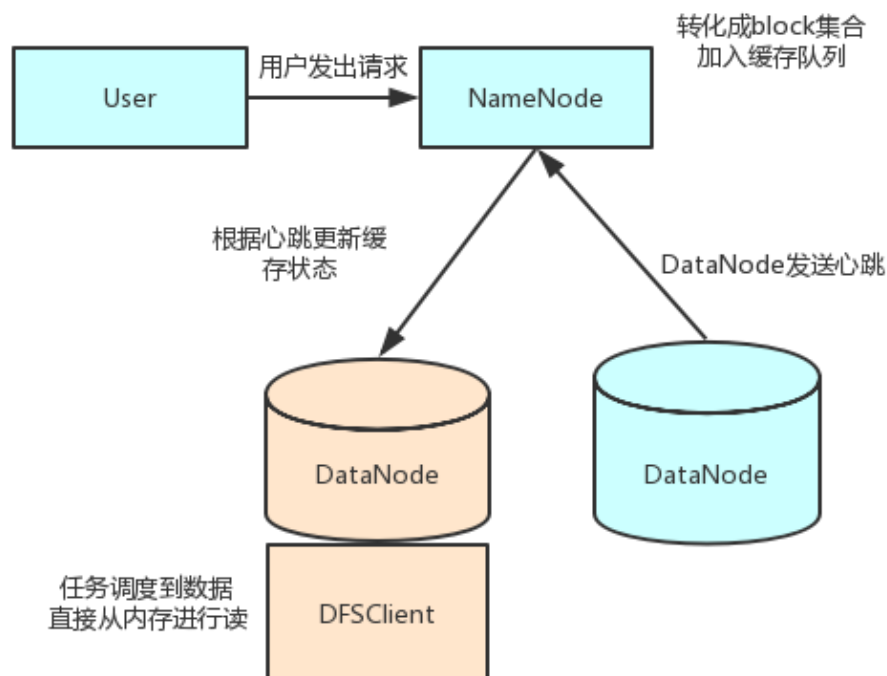 转化成block集合
加入缓存队列
用户发出请求
User
NameNode
根据心跳更新缓
存状态
DataNode发送心跳
DataNode
DataNode
任务调度到数据
直接从内存进行读
DFSClient